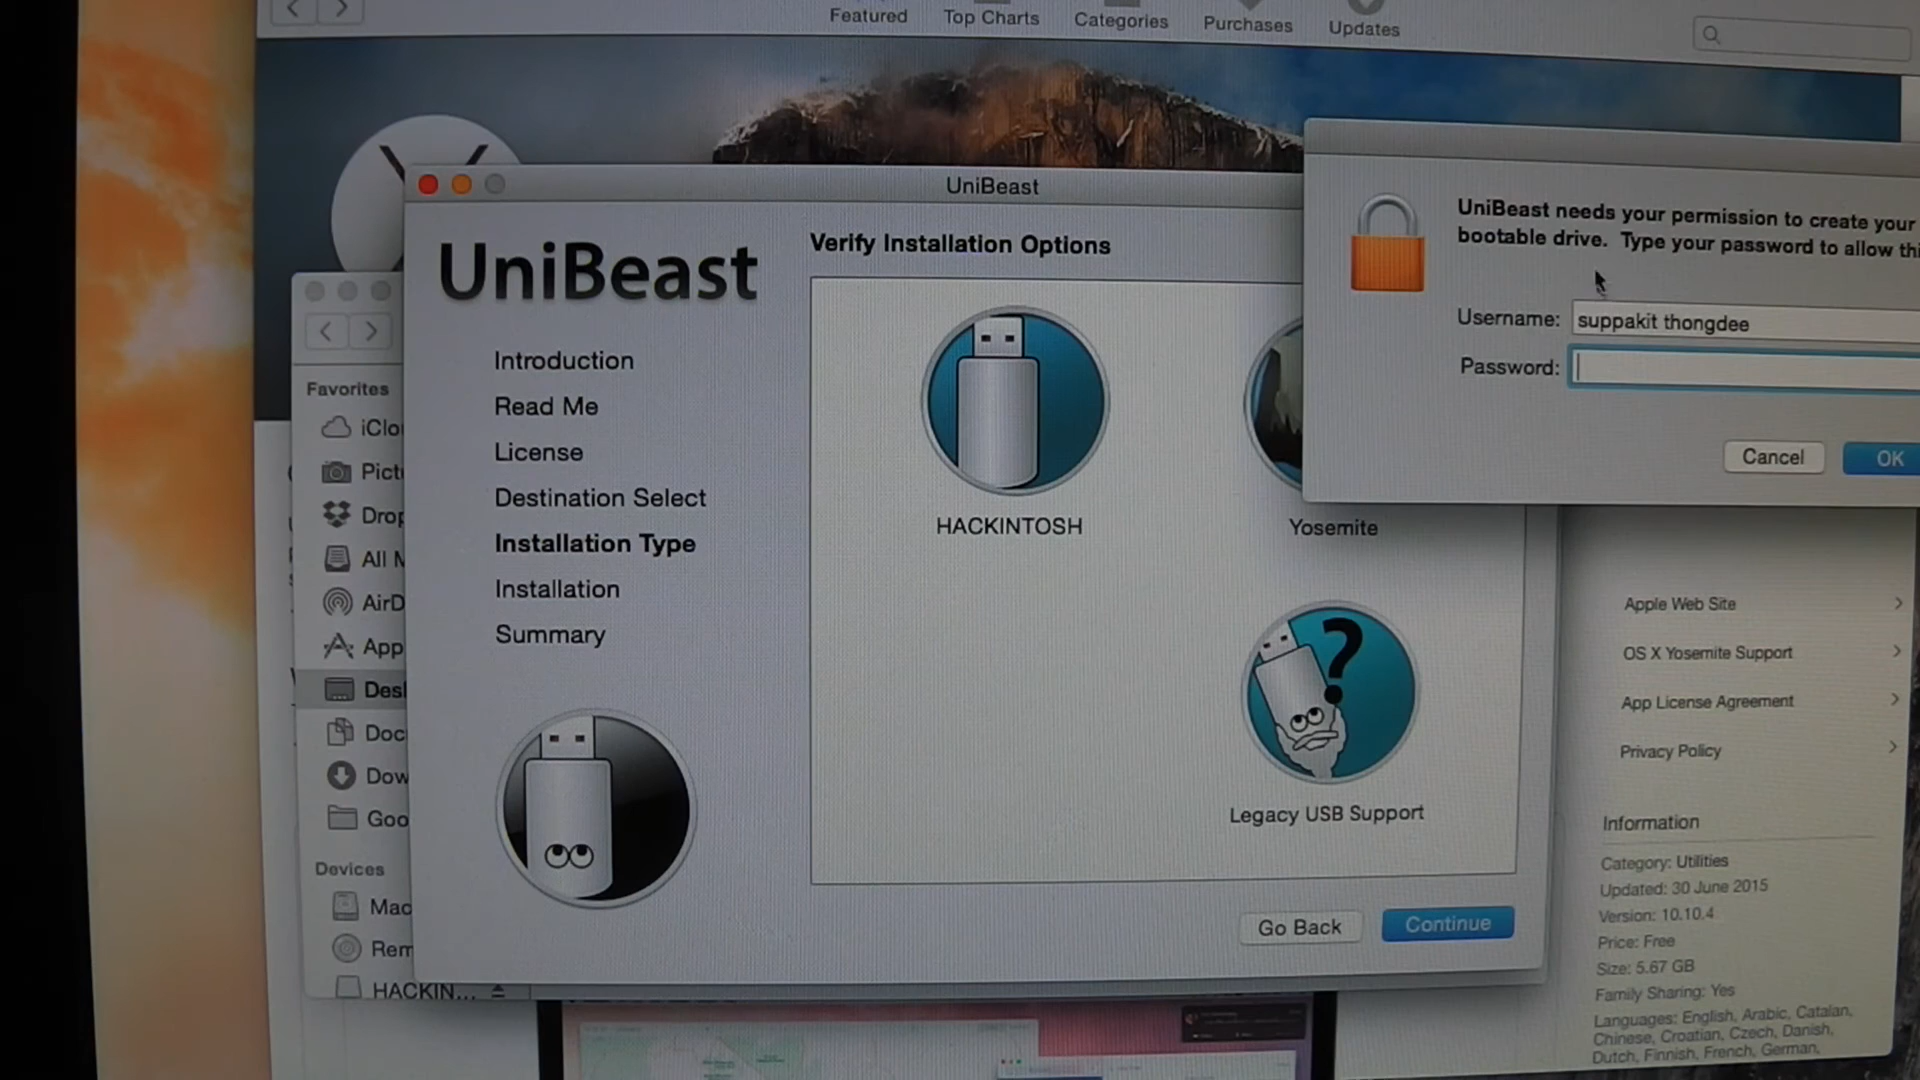 Featured
Top Charts
Categories
Purchases
Updates
UniBeast
UniBeast
Introduction
Read Me
License
Destination Select
Installation Type
Installation
Summary
Verify Installation Options
HACKINTOSH
Yosemite
Legacy USB Support
Go Back
Continue
UniBeast needs your permission to create your
bootable drive. Type your password to allow thi
Username: suppakit thongdee
Password:
Cancel
OK
Favorites
iClo
Pict
Drop
All M
AirD
App
Desk
Doc
Dow
Goo
Devices
Mac
Rem
HACKIN...
Apple Web Site
OS X Yosemite Support
App License Agreement
Privacy Policy
Information
Category: Utilities
Updated: 30 June 2015
Version: 10.10.4
Price: Free
Size: 5.67 GB
Family Sharing: Yes
Languages: English, Arabic, Catalan,
Chinese, Croatian, Czech, Danish,
Dutch, Finnish, French, German,